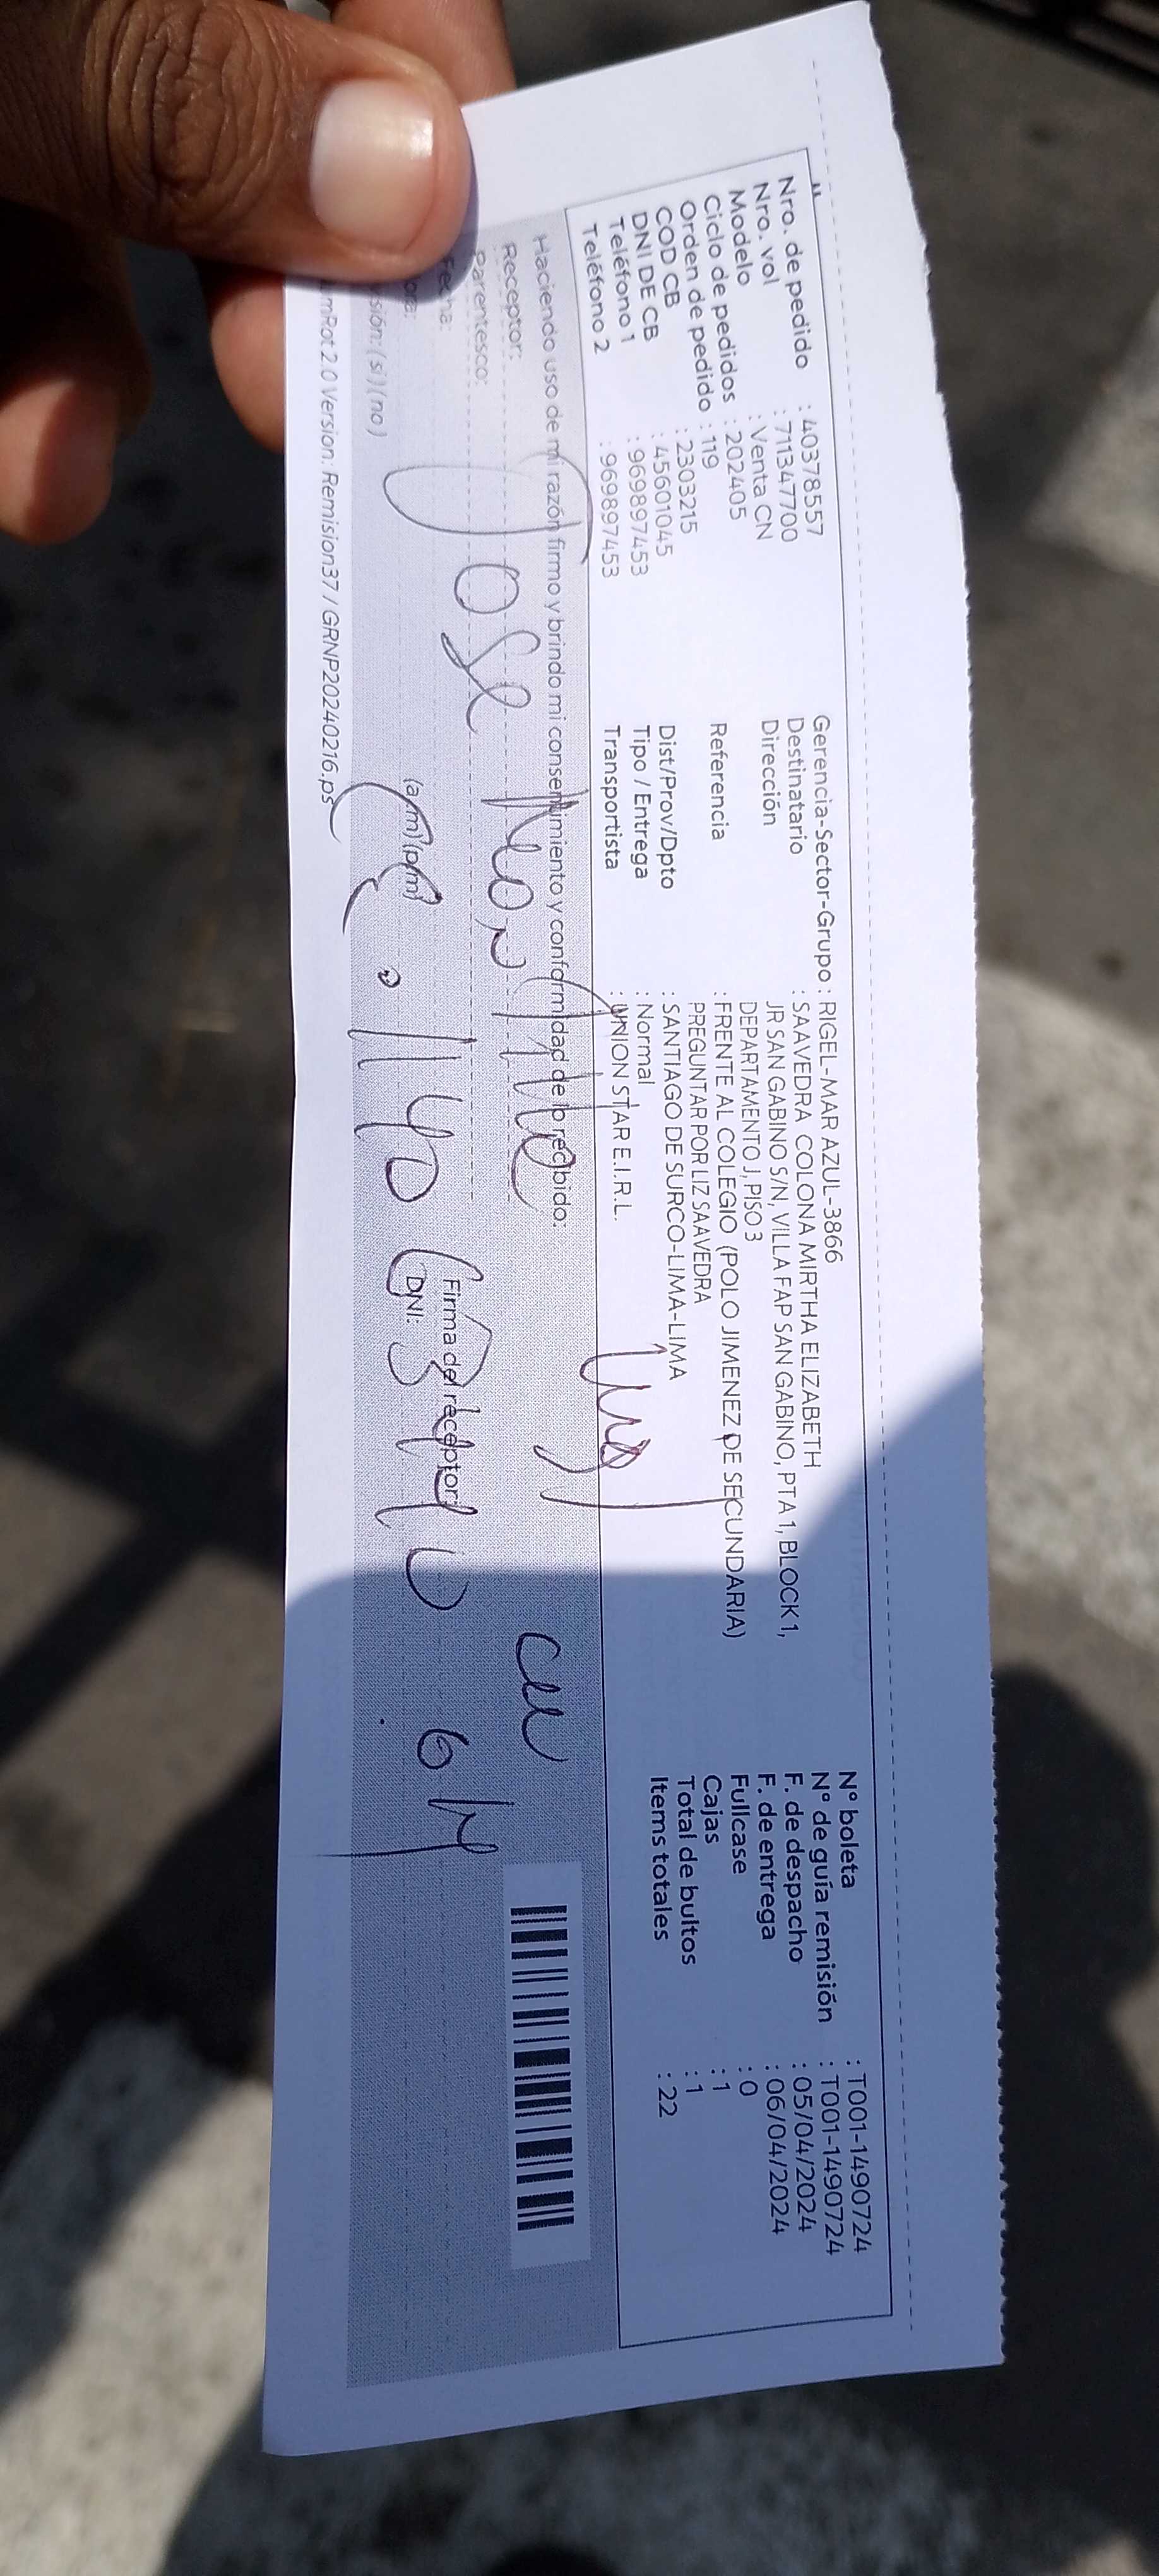 Nro. de pedido : 40378557
Nro. vol : 711347700
Modelo : Venta CN
Ciclo de pedidos : 202405
Orden de pedido : 119
COD CB : 2303215
DNI DE CB : 45601045
Teléfono 1 : 969897453
Teléfono 2 : 969897453
Gerencia-Sector-Grupo : RIGEL-MAR AZUL-3866
Destinatario : SAAVEDRA COLONA MIRTHA ELIZABETH
Dirección JR SAN GABINO S/N, VILLA FAP SAN GABINO, PTA 1, BLOCK 1,
DEPARTAMENTO J, PISO 3
Referencia : FRENTE AL COLEGIO (POLO JIMENEZ DE SECUNDARIA)
PREGUNTAR POR LIZ SAAVEDRA
Dist/Prov/Dpto : SANTIAGO DE SURCO-LIMA-LIMA
Tipo / Entrega : Normal
Transportista : UNION STAR E.I.R.L.
N° boleta : T001-1490724
N° de guía remisión : T001-1490724
F. de despacho : 05/04/2024
F. de entrega : 06/04/2024
Fullcase : 0
Cajas : 1
Total de bultos : 1
Items totales : 22
Haciendo uso de mi razón firmo y brindo mi consentimiento y conformidad de lo recibido:
Receptor:
Parentesco:
Jose
(am) (pm)
Firma del receptor
DNI:
(si) (no)
2.0 Version: Remision37 / GRNP20240216.ps